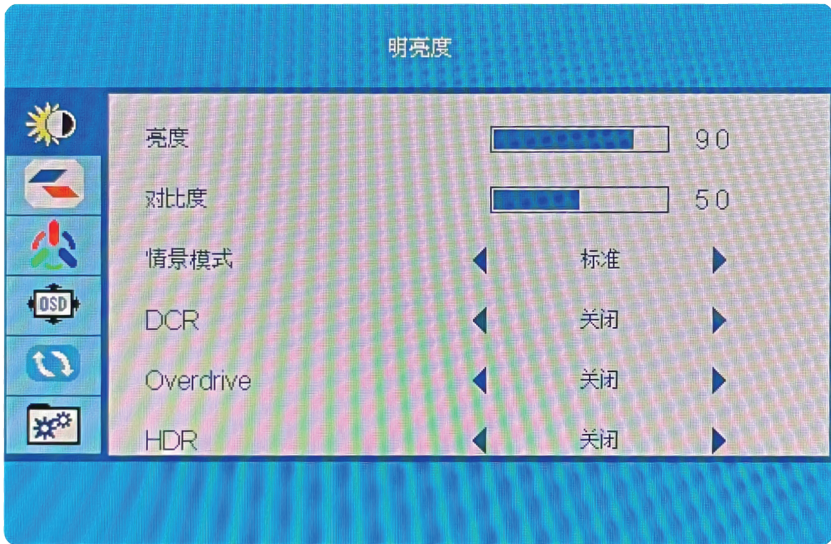 明亮度
亮度 90
对比度 50
情景模式 标准
DCR 关闭
OSD
Overdrive 关闭
HDR 关闭